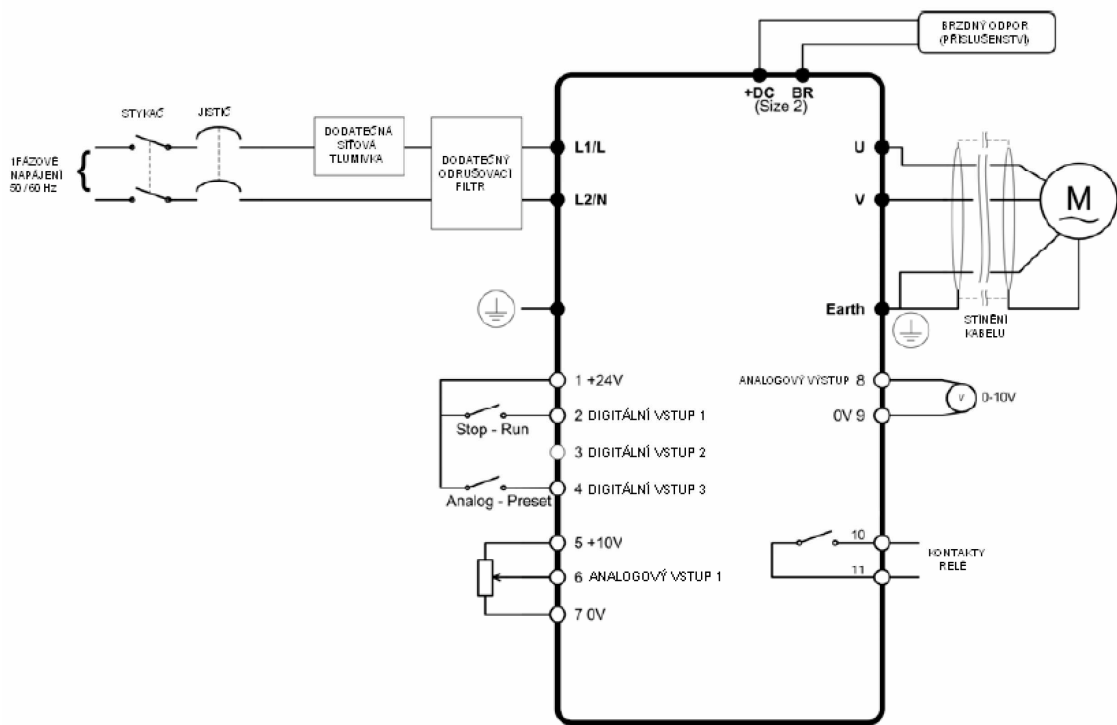 BRZDNÝ ODPOR
(PŘÍSLUŠENSTVÍ)
+DC BR
(Size 2)
STYKAČ
JISTIČ
1FÁZOVÉ
NAPÁJENÍ
50/60 Hz
DODATEČNÁ
SÍŤOVÁ
TLUMIVKA
DODATEČNÝ
ODRUŠOVACÍ
FILTR
L1/L
L2/N
U
V
M
Earth
STÍNĚNÍ
KABELU
1 +24V
2 DIGITÁLNÍ VSTUP 1
Stop - Run
3 DIGITÁLNÍ VSTUP 2
4 DIGITÁLNÍ VSTUP 3
Analog - Preset
5 +10V
6 ANALOGOVÝ VSTUP 1
7 0V
ANALOGOVÝ VÝSTUP 8
V
0-10V
0V 9
10
11
KONTAKTY
RELÉ